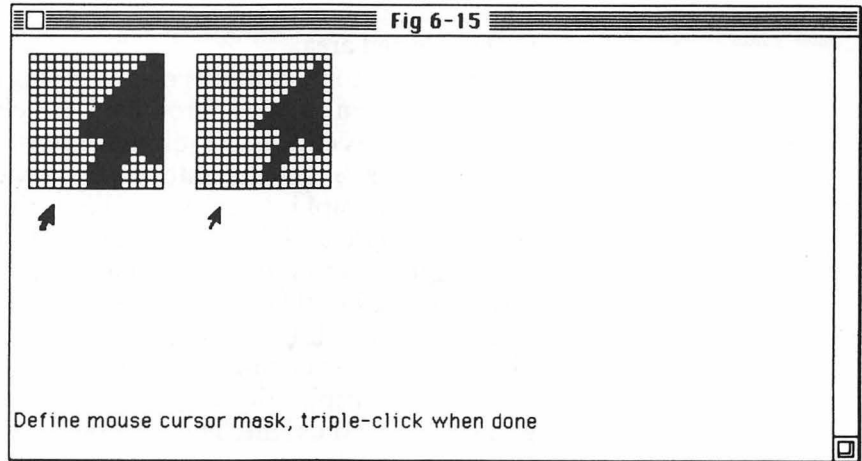 Fig 6-15
Define mouse cursor mask, triple-click when done